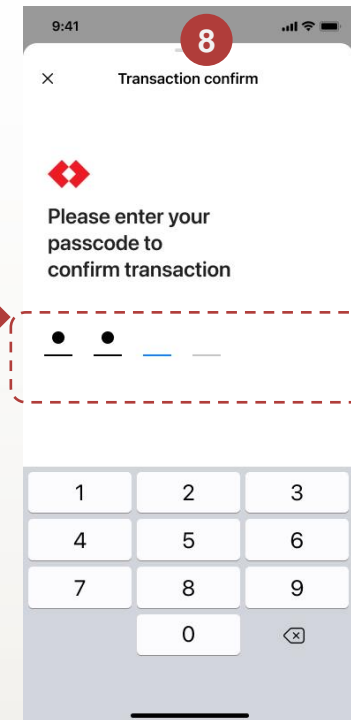 9:41
8
Transaction confirm
Please enter your
passcode to
confirm transaction
1 2 3
4 5 6
7 8 9
0